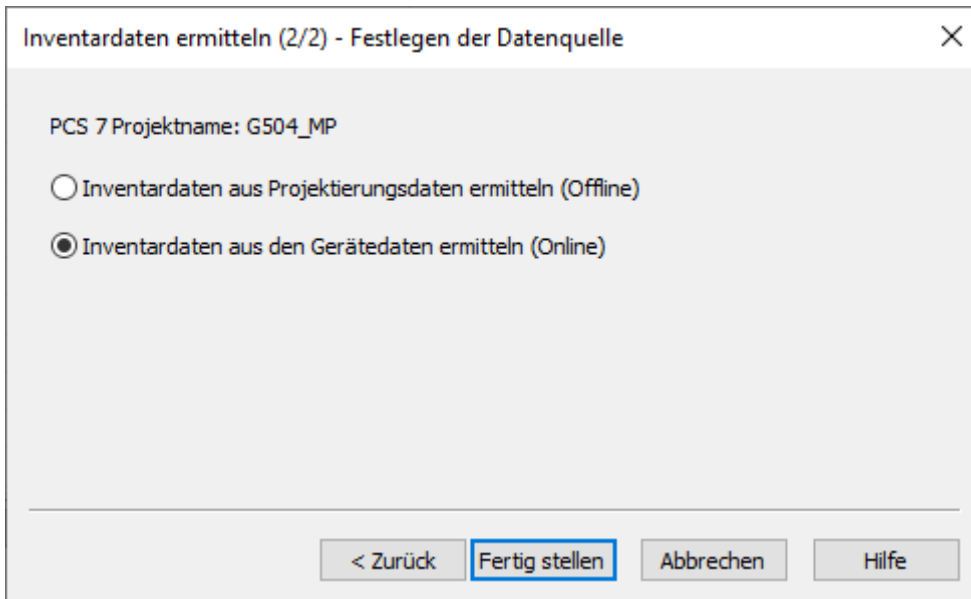 Inventardaten ermitteln (2/2) - Festlegen der Datenquelle
PCS 7 Projektname: G504_MP
Inventardaten aus Projektierungsdaten ermitteln (Offline)
Inventardaten aus den Gerätedaten ermitteln (Online)
< Zurück Fertig stellen Abbrechen Hilfe